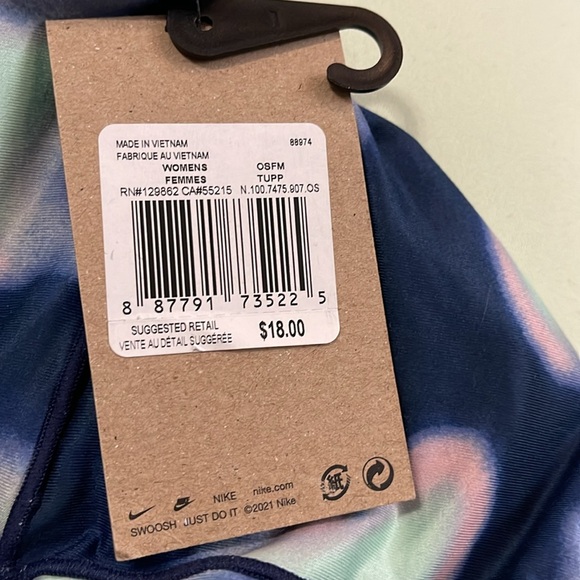 MADE IN VIETNAM 88974
FABRIQUE AU VIETNAM
WOMENS OSFM
FEMMES TUPP
RN#129862 CA#55215 N.100.7475.907.OS
8 87791 73522 5
SUGGESTED RETAIL $18.00
VENTE AU DÉTAIL SUGGÉRÉE
NIKE nike.com 紙
SWOOSH JUST DO IT ©2021 Nike